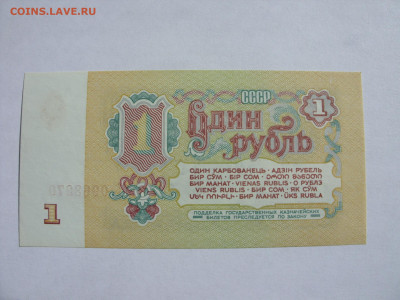 COINS.LAVE.RU
СССР
1
1
Один
рубль
ОДИН КАРБОВАНЕЦЬ · АДЗІН РУБЕЛЬ
БИР СЎМ · БІР СОМ · ᲔᲠᲗᲘ ᲛᲐᲜᲔᲗᲘ
БИР МАНАТ · VIENAS RUBLIS · О РУБЛЭ
VIENS RUBLIS · БИР СОМ · ЯК СЎМ
ՄԵԿ ՌՈՒԲԼԻ · БИР МАНАТ · ÜKS RUBLA
1
ПОДДЕЛКА ГОСУДАРСТВЕННЫХ КАЗНАЧЕЙСКИХ
БИЛЕТОВ ПРЕСЛЕДУЕТСЯ ПО ЗАКОНУ